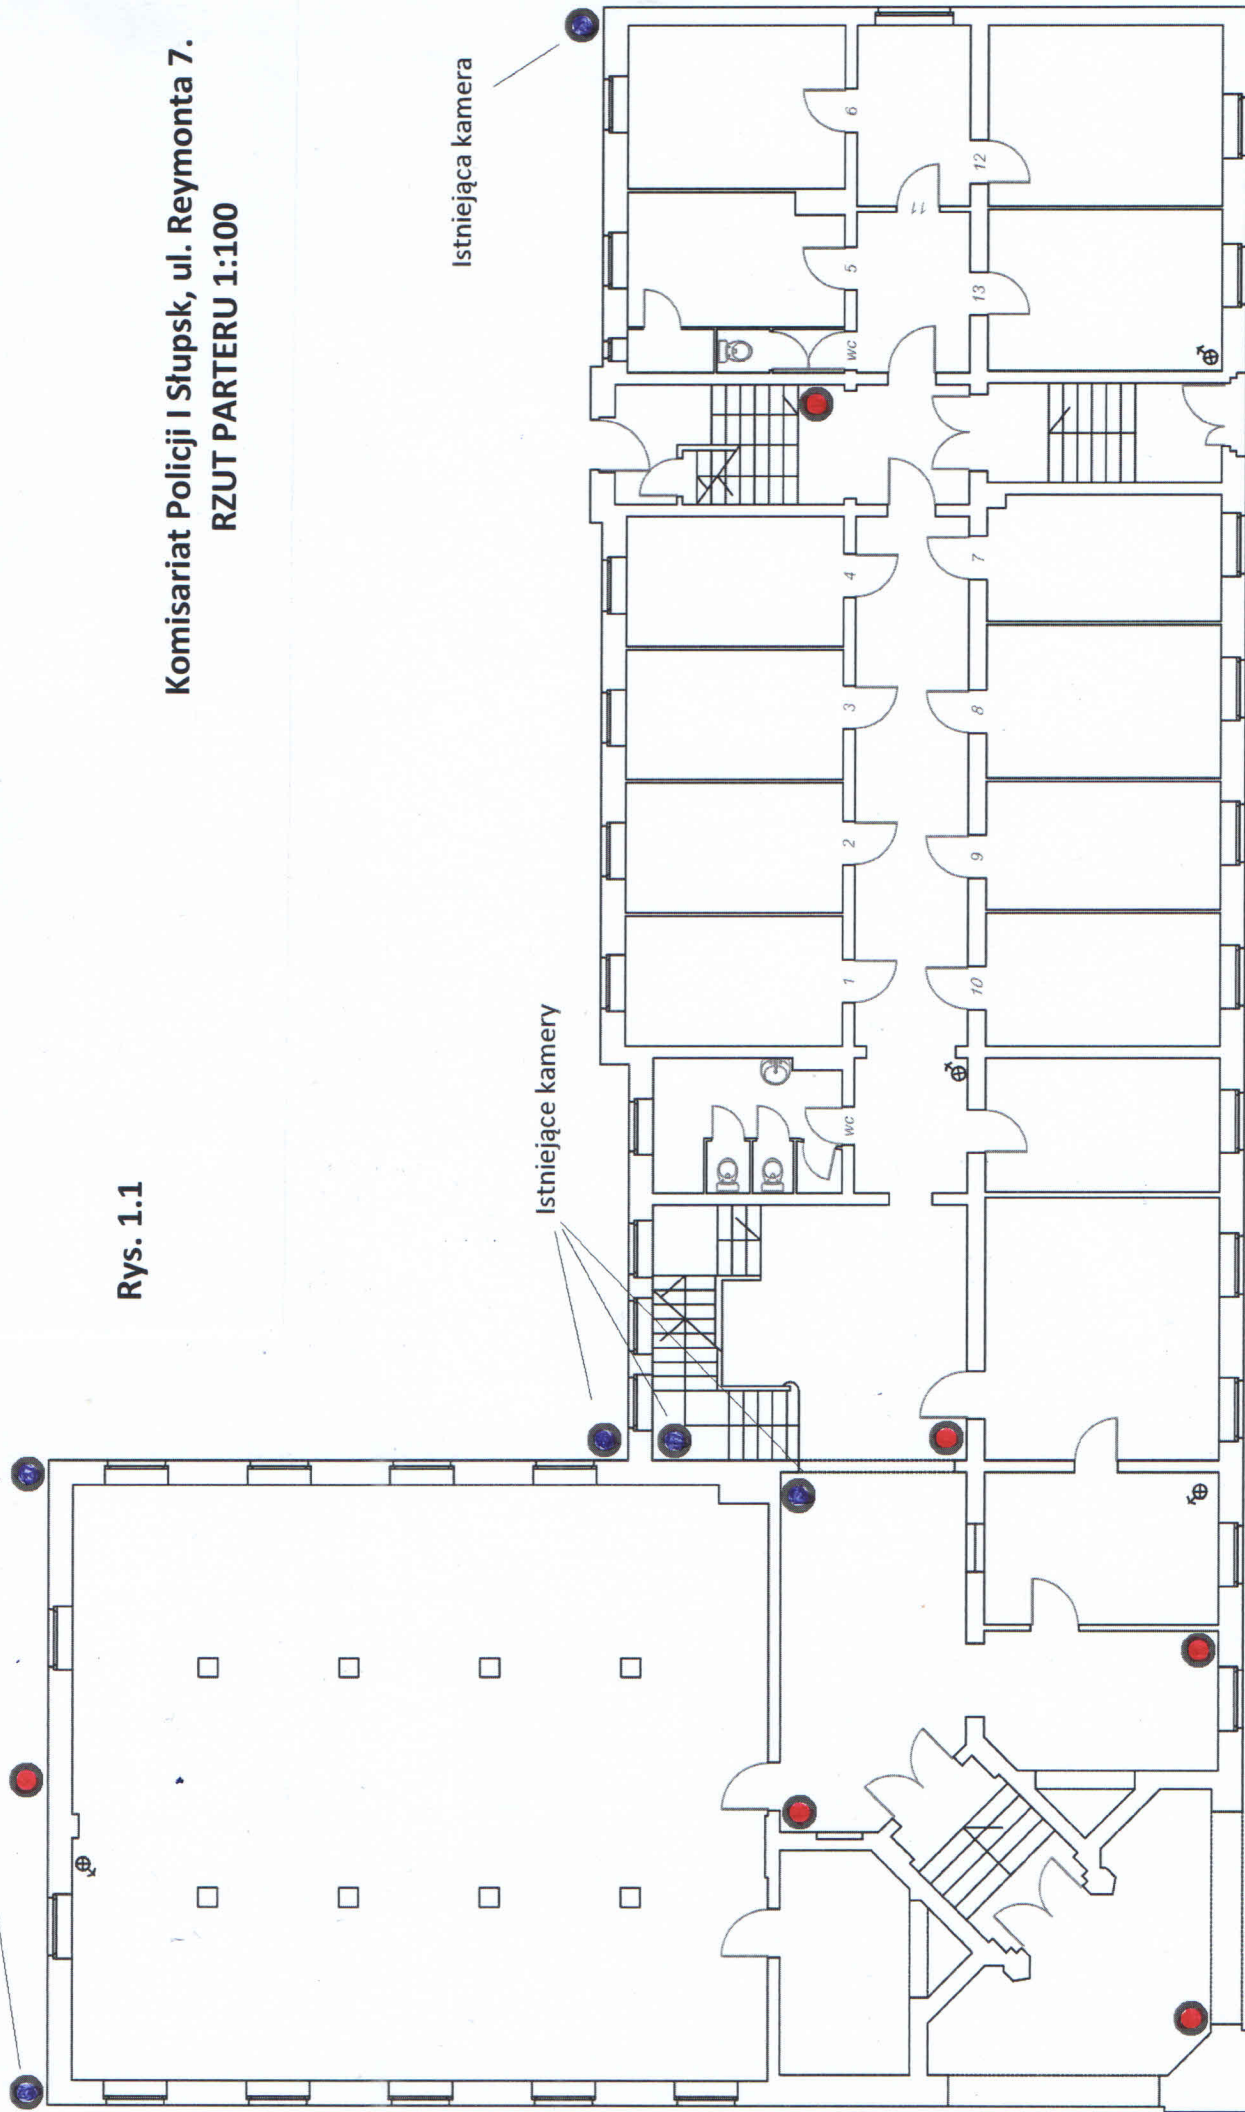 Rys. 1.1
Komisariat Policji I Słupsk, ul. Reymonta 7.
RZUT PARTERU 1:100
Istniejące kamery
Istniejąca kamera
wc
1
2
3
4
wc
5
6
10
9
8
7
13
11
12